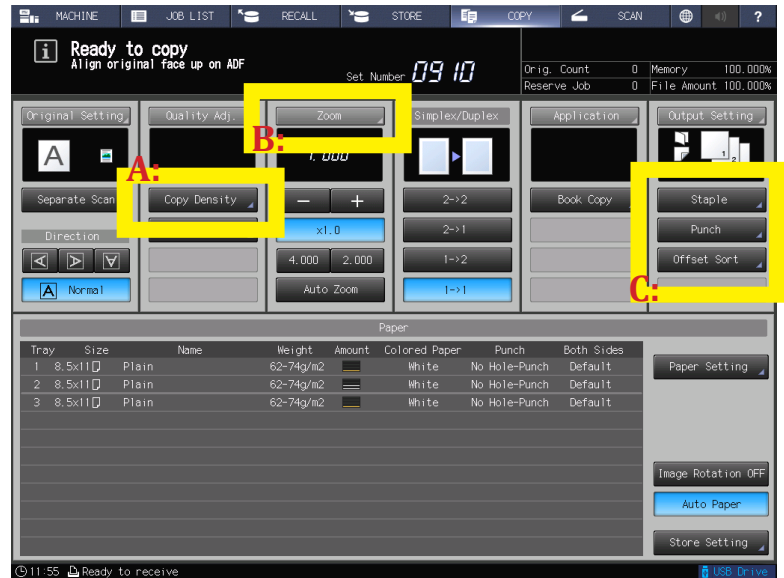 MACHINE JOB LIST RECALL STORE COPY SCAN ?
i Ready to copy
Align original face up on ADF
Set Number 0910
Orig. Count 0 Memory 100.000%
Reserve Job 0 File Amount 100.000%
Original Setting Quality Adj. Zoom Simplex/Duplex Application Output Setting
B:
A 1.000 1 2
A:
Separate Scan Copy Density − + 2->2 Book Copy Staple
Direction x1.0 2->1 Punch
A A A 4.000 2.000 1->2 Offset Sort
A Normal Auto Zoom 1->1
C:
Paper
Tray Size Name Weight Amount Colored Paper Punch Both Sides
1 8.5x11 Plain 62-74g/m2 White No Hole-Punch Default
2 8.5x11 Plain 62-74g/m2 White No Hole-Punch Default
3 8.5x11 Plain 62-74g/m2 White No Hole-Punch Default
Paper Setting
Image Rotation OFF
Auto Paper
Store Setting
11:55 Ready to receive USB Drive